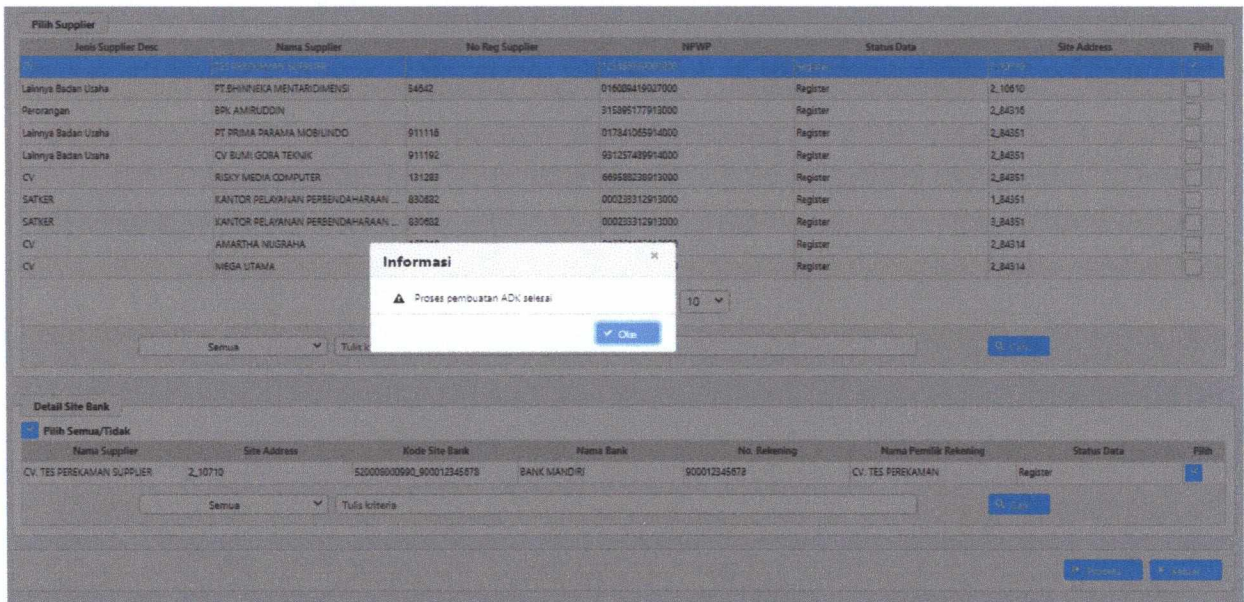 Pilih Supplier
Jenis Supplier Desc Nama Supplier No Reg Supplier NPWP Status Data Site Address Pilih
Lainnya Badan Usaha PT.BHINNEKA MENTARIDIMENSI 54642 016089419027000 Register 2_10610
Perorangan BPK AMIRUDDIN 315895177913000 Register 2_84316
Lainnya Badan Usaha PT PRIMA PARAMA MOBILINDO 911116 017841065914000 Register 2_84351
Lainnya Badan Usaha CV BUMI GORA TEKNIK 911192 931257489914000 Register 2_84351
CV RISKY MEDIA COMPUTER 131283 669588238913000 Register 2_84351
SATKER KANTOR PELAYANAN PERBENDAHARAAN ... 830682 000233312913000 Register 1_84351
SATKER KANTOR PELAYANAN PERBENDAHARAAN ... 830682 000233312913000 Register 3_84351
CV AMARTHA NUGRAHA Register 2_84314
CV MEGA UTAMA Register 2_84314
Informasi
Proses pembuatan ADK selesai
Oke
10
Semua Tulis
Detail Site Bank
Pilih Semua/Tidak
Nama Supplier Site Address Kode Site Bank Nama Bank No. Rekening Nama Pemilik Rekening Status Data Pilih
CV. TES PEREKAMAN SUPPLIER 2_10710 520008000990_900012345678 BANK MANDIRI 900012345678 CV. TES PEREKAMAN Register
Semua Tulis kriteria